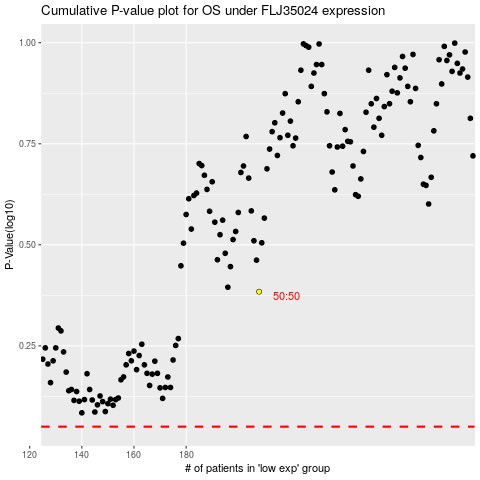 Cumulative P-value plot for OS under FLJ35024 expression
1.00
0.75
0.50
0.25
P-Value(log10)
50:50
120 140 160 180
# of patients in 'low exp' group